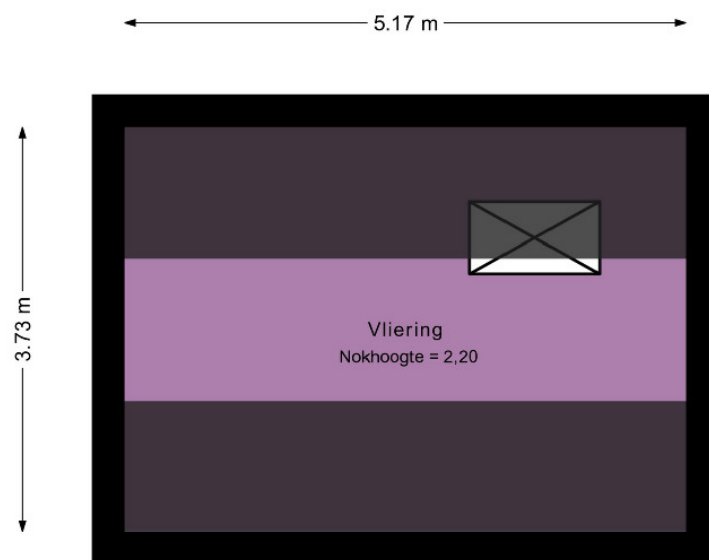 5.17 m
3.73 m
Vliering
Nokhoogte = 2,20